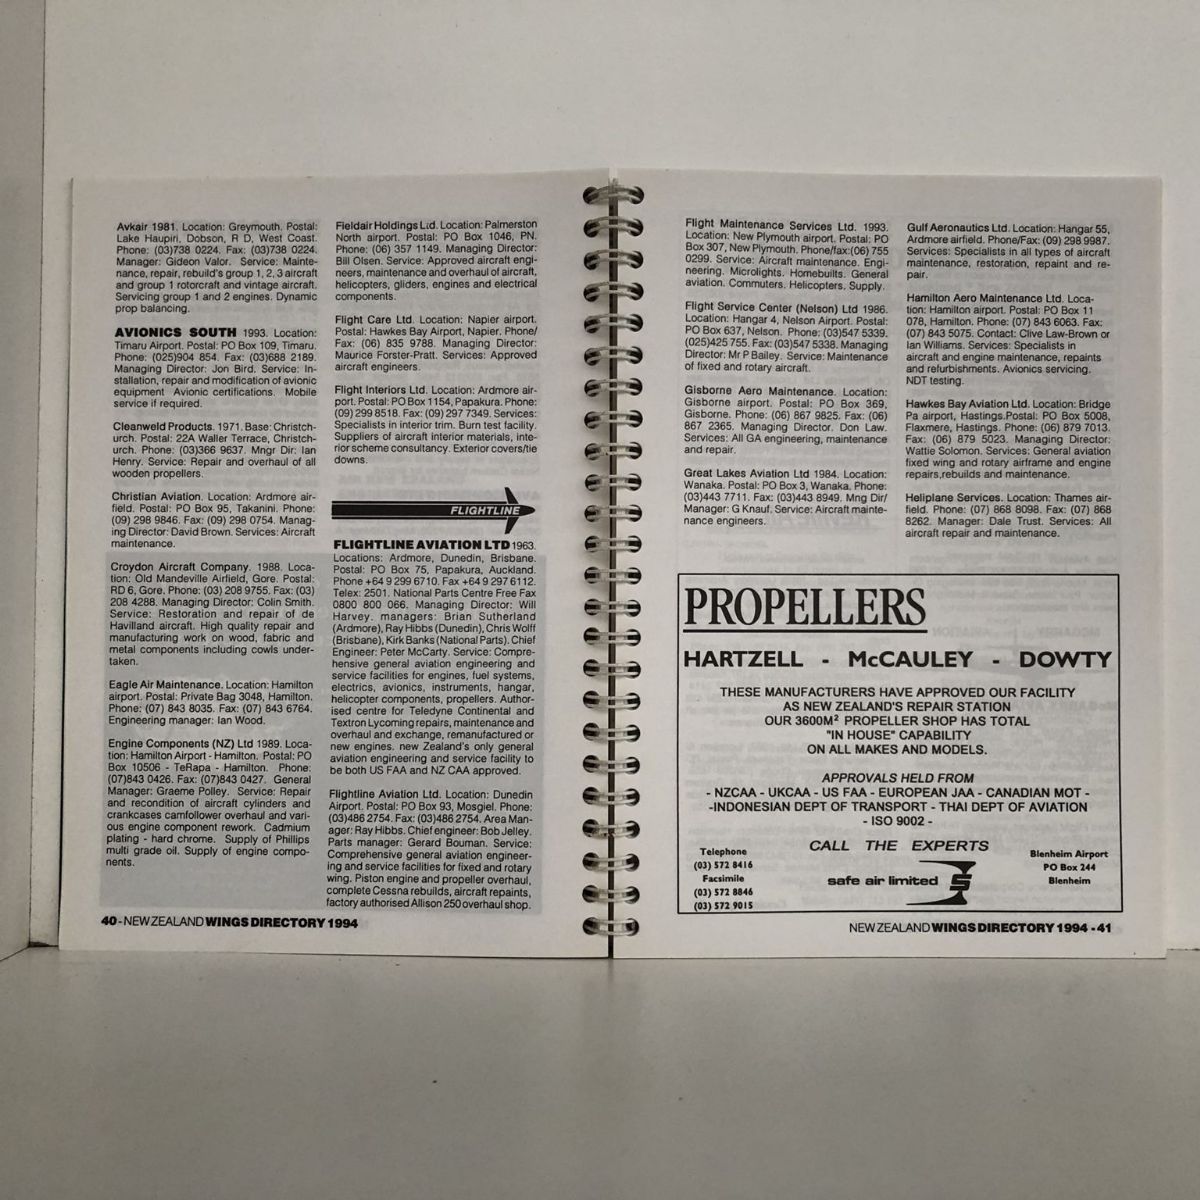 Avkair 1981. Location: Greymouth. Postal:
Lake Haupiri, Dobson, R D, West Coast.
Phone: (03)738 0224. Fax: (03)738 0224.
Manager: Gideon Valor. Service: Mainte-
nance, repair, rebuild's group 1, 2, 3 aircraft
and group 1 rotorcraft and vintage aircraft.
Servicing group 1 and 2 engines. Dynamic
prop balancing.
AVIONICS SOUTH 1993. Location:
Timaru Airport. Postal: PO Box 109, Timaru.
Phone: (025)904 854. Fax: (03)688 2189.
Managing Director: Jon Bird. Service: In-
stallation, repair and modification of avionic
equipment Avionic certifications. Mobile
service if required.
Cleanweld Products. 1971. Base: Christch-
urch. Postal: 22A Waller Terrace, Christch-
urch. Phone: (03)366 9637. Mngr Dir: Ian
Henry. Service: Repair and overhaul of all
wooden propellers.
Christian Aviation. Location: Ardmore air-
field. Postal: PO Box 95, Takanini. Phone:
(09) 298 9846. Fax: (09) 298 0754. Manag-
ing Director: David Brown. Services: Aircraft
maintenance.
Croydon Aircraft Company. 1988. Loca-
tion: Old Mandeville Airfield, Gore. Postal:
RD 6, Gore. Phone: (03) 208 9755. Fax: (03)
208 4288. Managing Director: Colin Smith.
Service: Restoration and repair of de
Havilland aircraft. High quality repair and
manufacturing work on wood, fabric and
metal components including cowls under-
taken.
Eagle Air Maintenance. Location: Hamilton
airport. Postal: Private Bag 3048, Hamilton.
Phone: (07) 843 8035. Fax: (07) 843 6764.
Engineering manager: Ian Wood.
Engine Components (NZ) Ltd 1989. Loca-
tion: Hamilton Airport - Hamilton. Postal: PO
Box 10506 - TeRapa - Hamilton. Phone:
(07)843 0426. Fax: (07)843 0427. General
Manager: Graeme Polley. Service: Repair
and recondition of aircraft cylinders and
crankcases camfollower overhaul and vari-
ous engine component rework. Cadmium
plating - hard chrome. Supply of Phillips
multi grade oil. Supply of engine compo-
nents.
Fieldair Holdings Ltd. Location: Palmerston
North airport. Postal: PO Box 1046, PN.
Phone: (06) 357 1149. Managing Director:
Bill Olsen. Service: Approved aircraft engi-
neers, maintenance and overhaul of aircraft,
helicopters, gliders, engines and electrical
components.
Flight Care Ltd. Location: Napier airport.
Postal: Hawkes Bay Airport, Napier. Phone/
Fax: (06) 835 9788. Managing Director:
Maurice Forster-Pratt. Services: Approved
aircraft engineers.
Flight Interiors Ltd. Location: Ardmore air-
port. Postal: PO Box 1154, Papakura. Phone:
(09) 299 8518. Fax: (09) 297 7349. Services:
Specialists in interior trim. Burn test facility.
Suppliers of aircraft interior materials, inte-
rior scheme consultancy. Exterior covers/tie
downs.
FLIGHTLINE
FLIGHTLINE AVIATION LTD 1963.
Locations: Ardmore, Dunedin, Brisbane.
Postal: PO Box 75, Papakura, Auckland.
Phone +64 9 299 6710. Fax +64 9 297 6112.
Telex: 2501. National Parts Centre Free Fax
0800 800 066. Managing Director: Will
Harvey. managers: Brian Sutherland
(Ardmore), Ray Hibbs (Dunedin), Chris Wolff
(Brisbane), Kirk Banks (National Parts). Chief
Engineer: Peter McCarty. Service: Compre-
hensive general aviation engineering and
service facilities for engines, fuel systems,
electrics, avionics, instruments, hangar,
helicopter components, propellers. Author-
ised centre for Teledyne Continental and
Textron Lycoming repairs, maintenance and
overhaul and exchange, remanufactured or
new engines. new Zealand's only general
aviation engineering and service facility to
be both US FAA and NZ CAA approved.
Flightline Aviation Ltd. Location: Dunedin
Airport. Postal: PO Box 93, Mosgiel. Phone:
(03)486 2754. Fax: (03)486 2754. Area Man-
ager: Ray Hibbs. Chief engineer: Bob Jelley.
Parts manager: Gerard Bouman. Service:
Comprehensive general aviation engineer-
ing and service facilities for fixed and rotary
wing. Piston engine and propeller overhaul,
complete Cessna rebuilds, aircraft repaints,
factory authorised Allison 250 overhaul shop.
40 - NEW ZEALAND WINGS DIRECTORY 1994
Flight Maintenance Services Ltd. 1993.
Location: New Plymouth airport. Postal: PO
Box 307, New Plymouth. Phone/fax:(06) 755
0299. Service: Aircraft maintenance. Engi-
neering. Microlights. Homebuilts. General
aviation. Commuters. Helicopters. Supply.
Flight Service Center (Nelson) Ltd 1986.
Location: Hangar 4, Nelson Airport. Postal:
PO Box 637, Nelson. Phone: (03)547 5339.
(025)425 755. Fax: (03)547 5338. Managing
Director: Mr P Bailey. Service: Maintenance
of fixed and rotary aircraft.
Gisborne Aero Maintenance. Location:
Gisborne airport. Postal: PO Box 369,
Gisborne. Phone: (06) 867 9825. Fax: (06)
867 2365. Managing Director. Don Law.
Services: All GA engineering, maintenance
and repair.
Great Lakes Aviation Ltd 1984. Location:
Wanaka. Postal: PO Box 3, Wanaka. Phone:
(03)443 7711. Fax: (03)443 8949. Mng Dir/
Manager: G Knauf. Service: Aircraft mainte-
nance engineers.
Gulf Aeronautics Ltd. Location: Hangar 55,
Ardmore airfield. Phone/Fax: (09) 298 9987.
Services: Specialists in all types of aircraft
maintenance, restoration, repaint and re-
pair.
Hamilton Aero Maintenance Ltd. Loca-
tion: Hamilton airport. Postal: PO Box 11
078, Hamilton. Phone: (07) 843 6063. Fax:
(07) 843 5075. Contact: Clive Law-Brown or
Ian Williams. Services: Specialists in
aircraft and engine maintenance, repaints
and refurbishments. Avionics servicing.
NDT testing.
Hawkes Bay Aviation Ltd. Location: Bridge
Pa airport, Hastings.Postal: PO Box 5008,
Flaxmere, Hastings. Phone: (06) 879 7013.
Fax: (06) 879 5023. Managing Director:
Wattie Solomon. Services: General aviation
fixed wing and rotary airframe and engine
repairs,rebuilds and maintenance.
Heliplane Services. Location: Thames air-
field. Phone: (07) 868 8098. Fax: (07) 868
8262. Manager: Dale Trust. Services: All
aircraft repair and maintenance.
PROPELLERS
HARTZELL - McCAULEY - DOWTY
THESE MANUFACTURERS HAVE APPROVED OUR FACILITY
AS NEW ZEALAND'S REPAIR STATION
OUR 3600M² PROPELLER SHOP HAS TOTAL
"IN HOUSE" CAPABILITY
ON ALL MAKES AND MODELS.
APPROVALS HELD FROM
- NZCAA - UKCAA - US FAA - EUROPEAN JAA - CANADIAN MOT -
-INDONESIAN DEPT OF TRANSPORT - THAI DEPT OF AVIATION
- ISO 9002 -
CALL THE EXPERTS
Telephone
(03) 572 8416
Facsimile
(03) 572 8846
(03) 572 9015
safe air limited
Blenheim Airport
PO Box 244
Blenheim
NEW ZEALAND WINGS DIRECTORY 1994 - 41